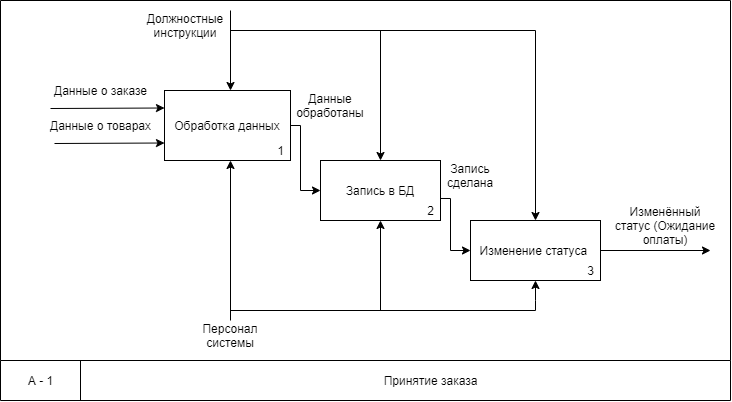 Должностные
инструкции
Данные о заказе
Данные о товарах
Обработка данных
1
Данные
обработаны
Запись в БД
2
Запись
сделана
Изменение статуса
3
Изменённый
статус (Ожидание
оплаты)
Персонал
системы
А - 1
Принятие заказа